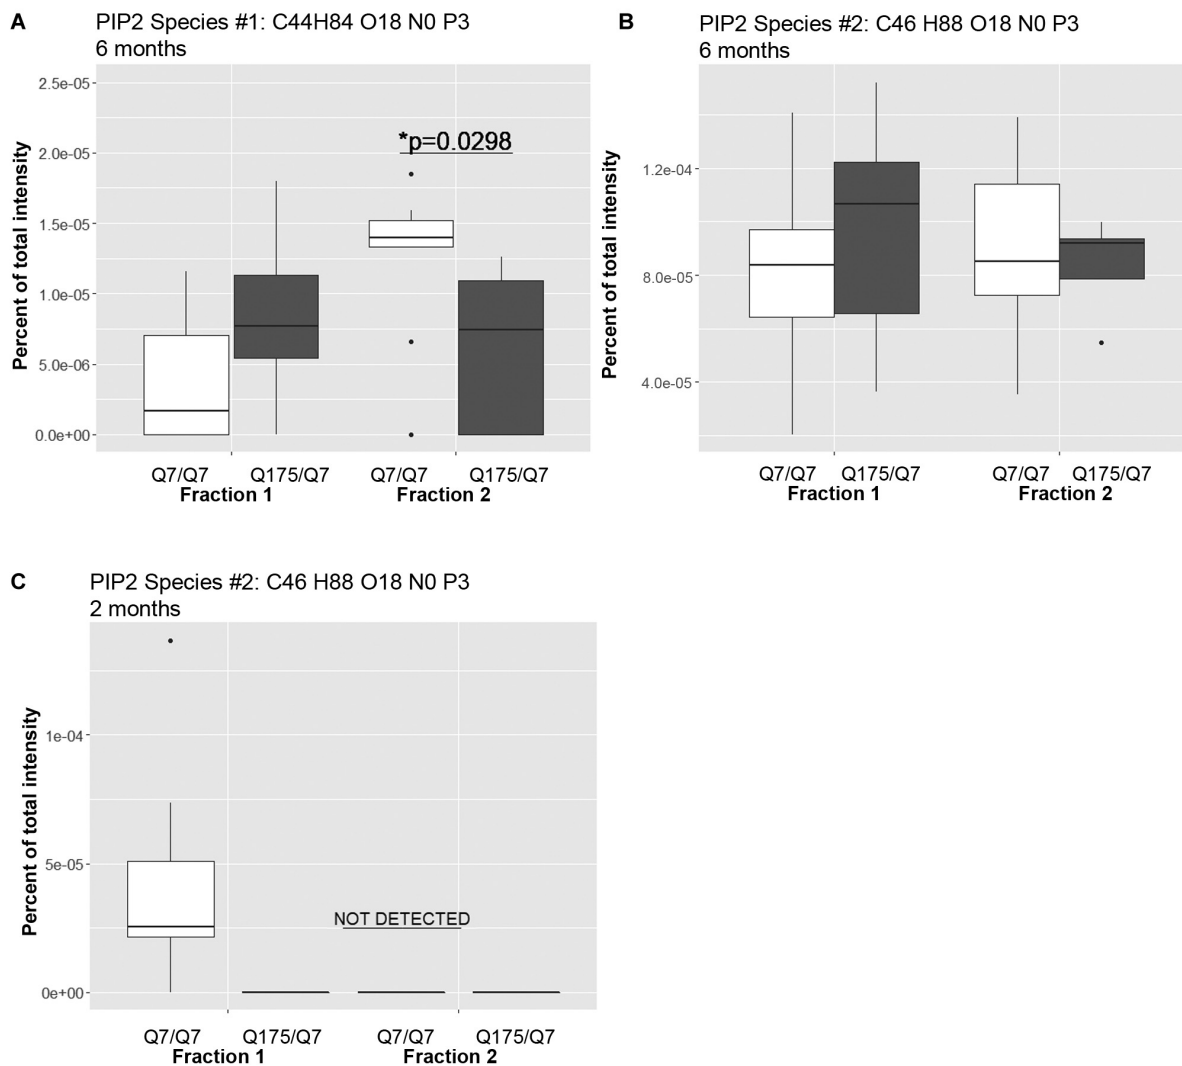 A
PIP2 Species #1: C44H84 O18 N0 P3
6 months
Percent of total intensity
2.5e-05
2.0e-05
1.5e-05
1.0e-05
5.0e-06
0.0e+00
*p=0.0298
Q7/Q7 Q175/Q7 Q7/Q7 Q175/Q7
Fraction 1 Fraction 2
B
PIP2 Species #2: C46 H88 O18 N0 P3
6 months
Percent of total intensity
1.2e-04
8.0e-05
4.0e-05
Q7/Q7 Q175/Q7 Q7/Q7 Q175/Q7
Fraction 1 Fraction 2
C
PIP2 Species #2: C46 H88 O18 N0 P3
2 months
Percent of total intensity
1e-04
5e-05
0e+00
NOT DETECTED
Q7/Q7 Q175/Q7 Q7/Q7 Q175/Q7
Fraction 1 Fraction 2